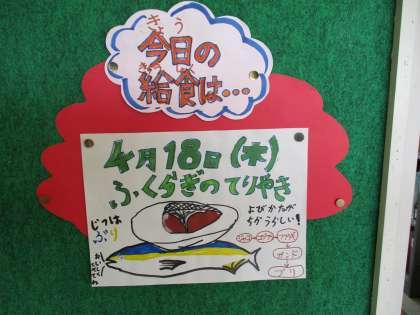 きょう
今日の
きゅうしょく
給食は…
4月18日(木)
ふくらぎのてりやき
よびかたが
ちがうらしい!
じつは
ぶり
ブリ